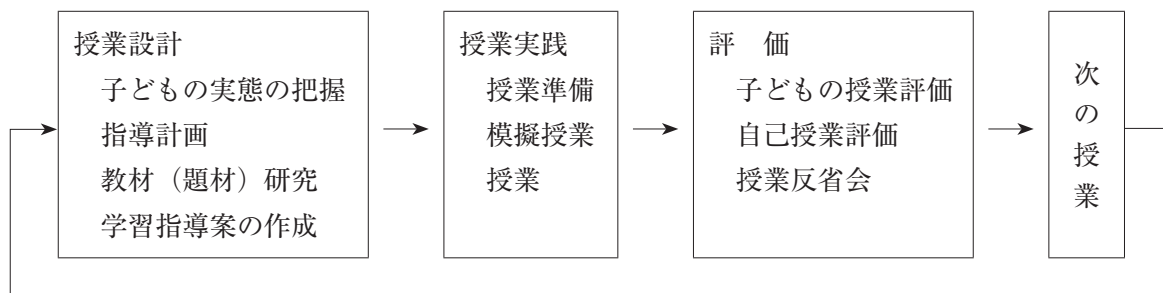 授業設計
子どもの実態の把握
指導計画
教材（題材）研究
学習指導案の作成
授業実践
授業準備
模擬授業
授業
評　価
子どもの授業評価
自己授業評価
授業反省会
次の授業